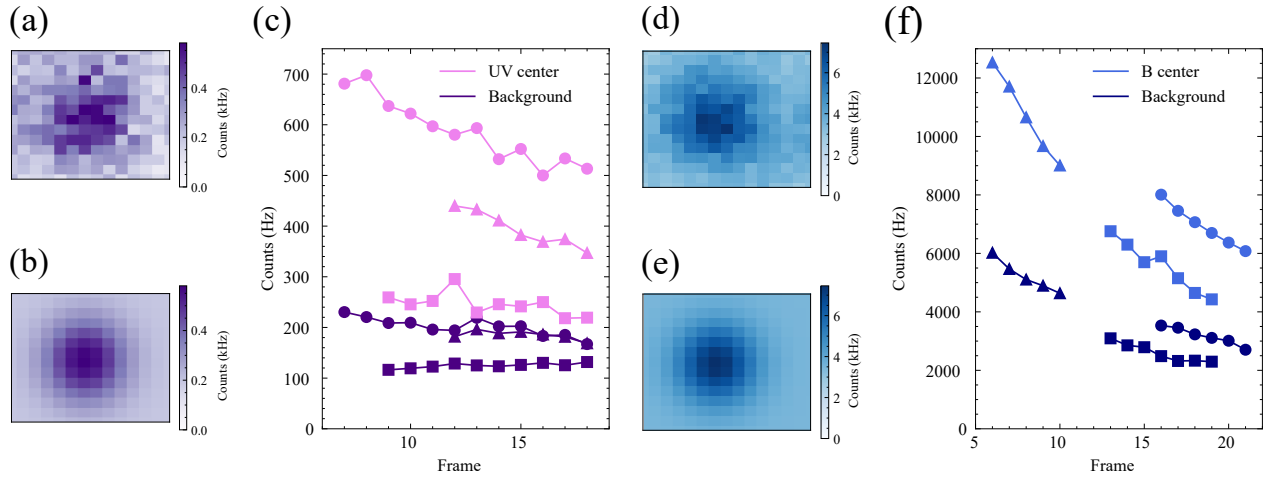 (a)
0.4
0.2
0.0
Counts (kHz)
(b)
0.4
0.2
0.0
Counts (kHz)
(c)
UV center
Background
700
600
500
400
300
200
100
0
Counts (Hz)
10
15
Frame
(d)
6
4
2
0
Counts (kHz)
(e)
6
4
2
0
Counts (kHz)
(f)
B center
Background
12000
10000
8000
6000
4000
2000
0
Counts (Hz)
5
10
15
20
Frame